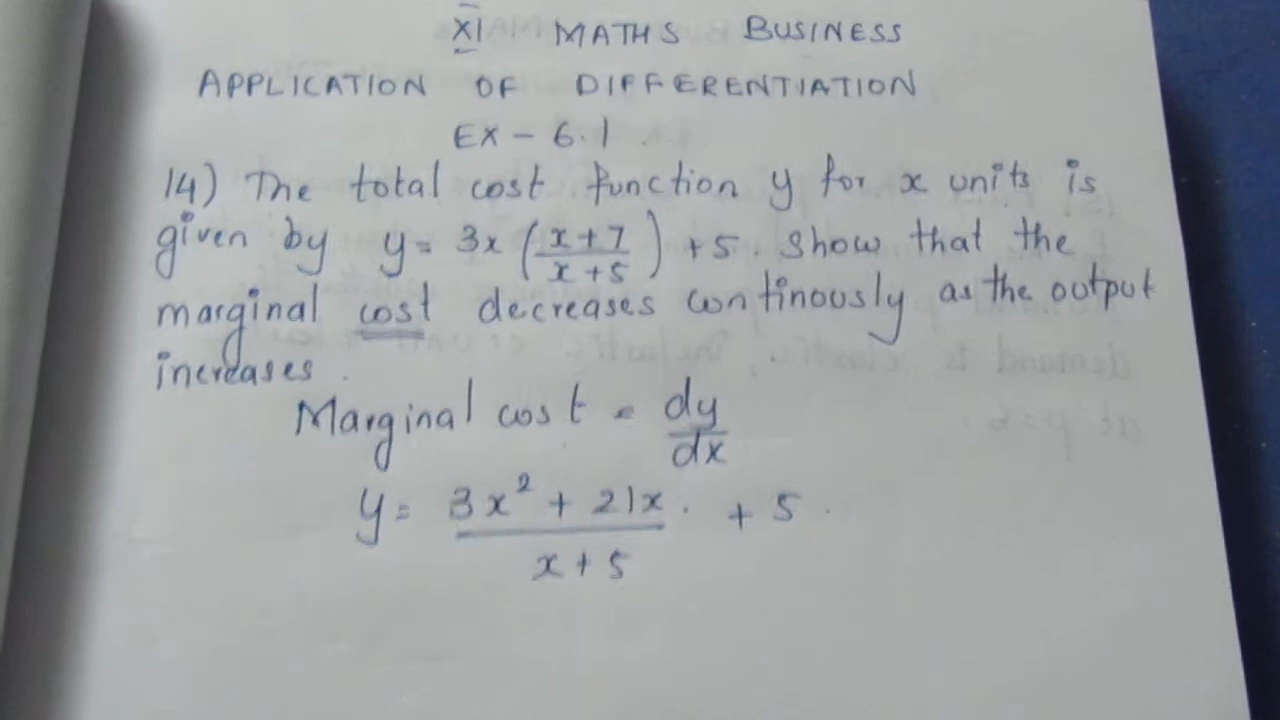 XI MATHS BUSINESS
APPLICATION OF DIFFERENTIATION
EX - 6.1
14) The total cost function y for x units is
given by y = 3x (x+7 / x+5) + 5. Show that the
marginal cost decreases continously as the output
increases.
Marginal cost = dy/dx
y = 3x² + 21x / x+5 + 5.